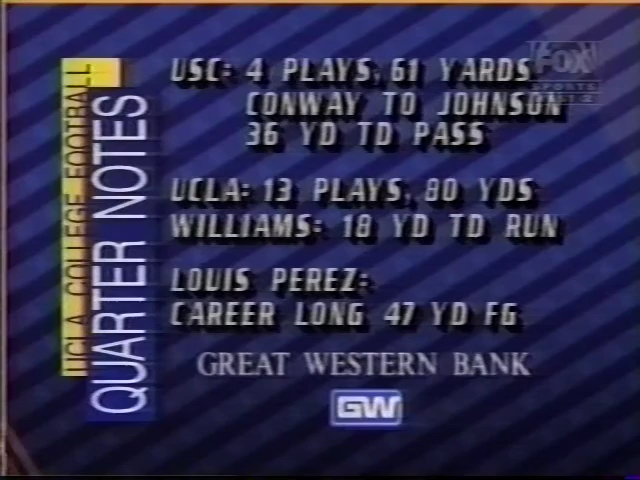 UCLA COLLEGE FOOTBALL
QUARTER NOTES
USC: 4 PLAYS, 61 YARDS
CONWAY TO JOHNSON
36 YD TD PASS
UCLA: 13 PLAYS, 80 YDS
WILLIAMS: 18 YD TD RUN
LOUIS PEREZ:
CAREER LONG 47 YD FG
GREAT WESTERN BANK
GW
FOX
SPORTS